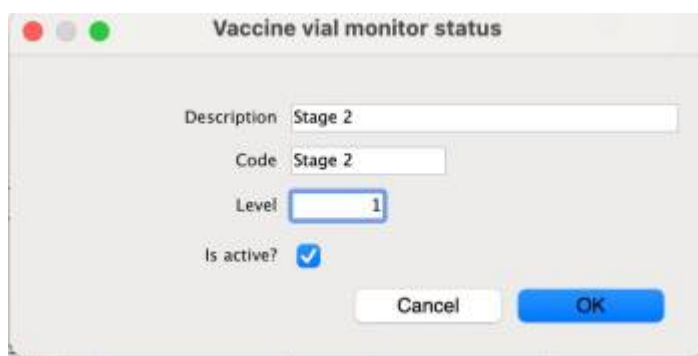 Vaccine vial monitor status
Description Stage 2
Code Stage 2
Level 1
Is active?
Cancel OK